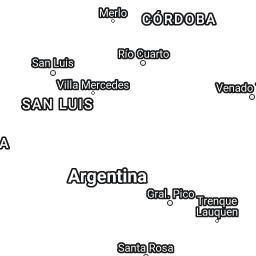 Merlo
CÓRDOBA
Río Cuarto
San Luis
Villa Mercedes
Venado
SAN LUIS
A
Argentina
Gral. Pico
Trenque
Lauquen
Santa Rosa